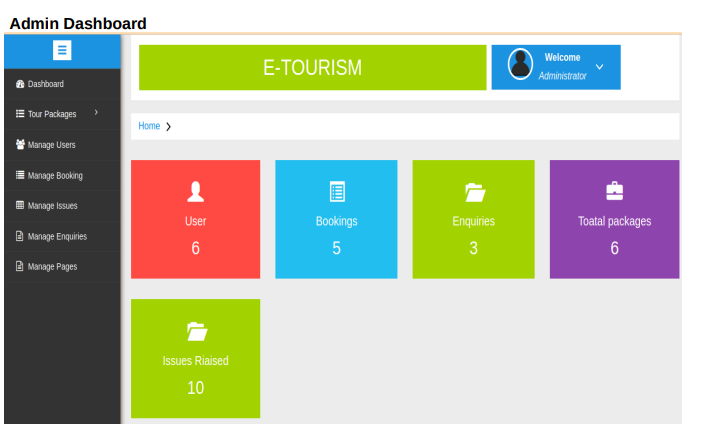 Admin Dashboard
E-TOURISM
Welcome
Administrator
Dashboard
Tour Packages
Manage Users
Manage Booking
Manage Issues
Manage Enquiries
Manage Pages
Home
User
6
Bookings
5
Enquiries
3
Toatal packages
6
Issues Riaised
10